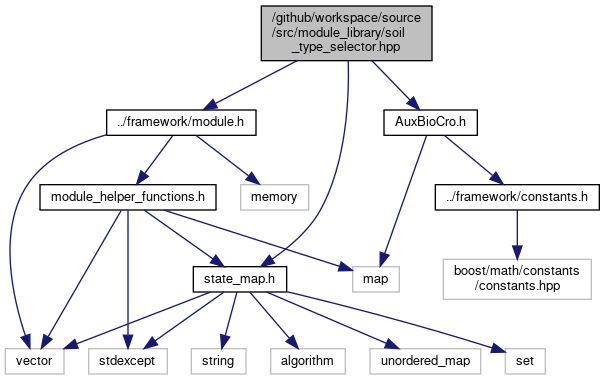 /github/workspace/source
/src/module_library/soil
_type_selector.hpp
../framework/module.h
AuxBioCro.h
module_helper_functions.h
memory
../framework/constants.h
state_map.h
map
boost/math/constants
/constants.hpp
vector
stdexcept
string
algorithm
unordered_map
set